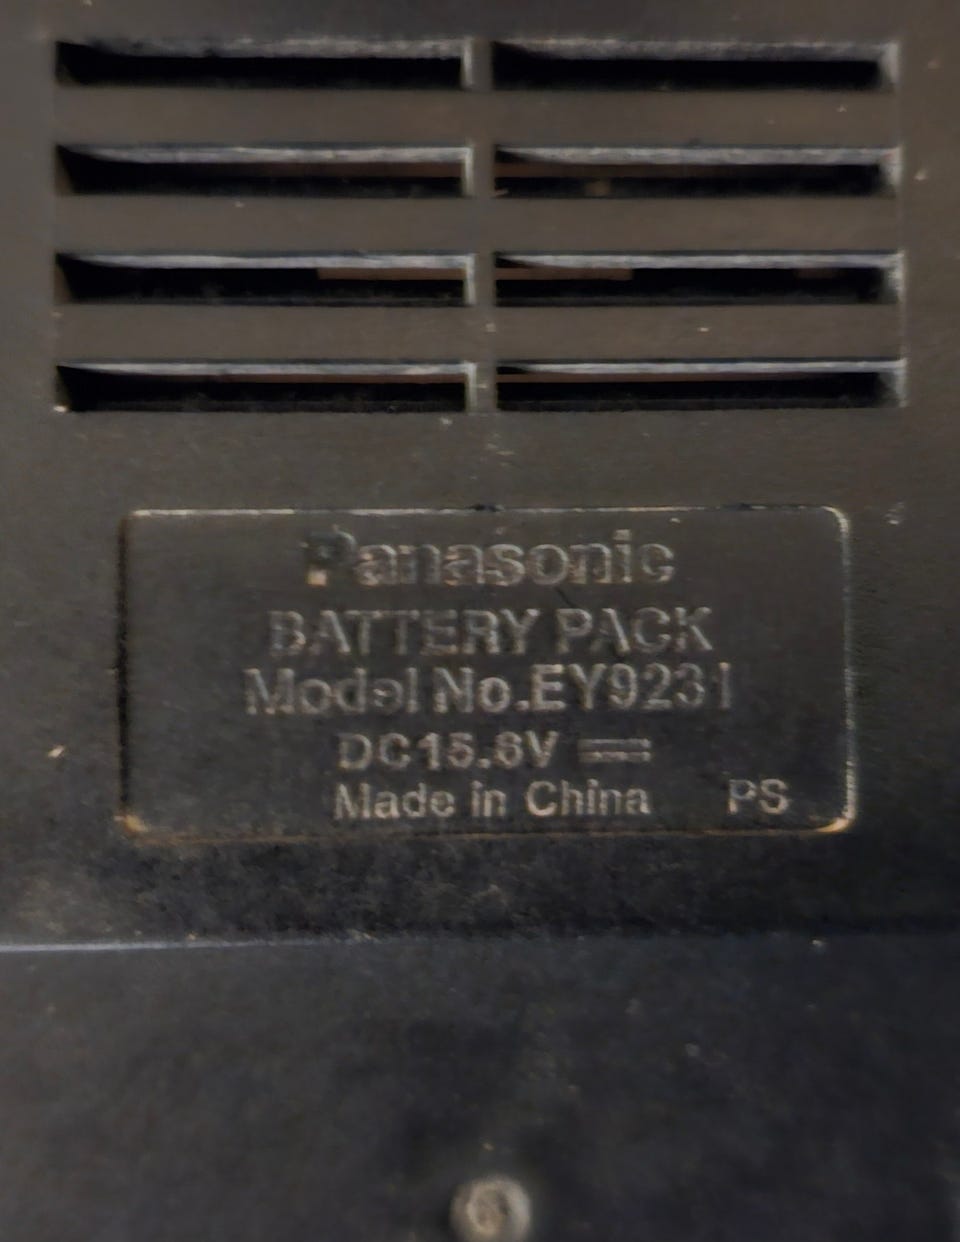 Panasonic
BATTERY PACK
Model No.EY9231
DC15.6V ⎓
Made in China PS